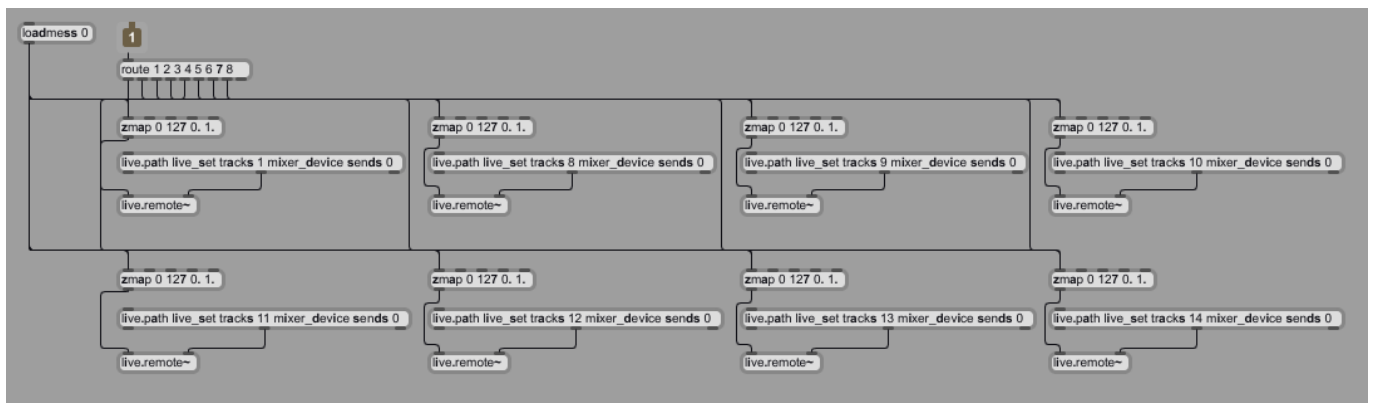 loadmess 0
1
route 1 2 3 4 5 6 7 8
zmap 0 127 0. 1.
zmap 0 127 0. 1.
zmap 0 127 0. 1.
zmap 0 127 0. 1.
live.path live_set tracks 1 mixer_device sends 0
live.path live_set tracks 8 mixer_device sends 0
live.path live_set tracks 9 mixer_device sends 0
live.path live_set tracks 10 mixer_device sends 0
live.remote~
live.remote~
live.remote~
live.remote~
zmap 0 127 0. 1.
zmap 0 127 0. 1.
zmap 0 127 0. 1.
zmap 0 127 0. 1.
live.path live_set tracks 11 mixer_device sends 0
live.path live_set tracks 12 mixer_device sends 0
live.path live_set tracks 13 mixer_device sends 0
live.path live_set tracks 14 mixer_device sends 0
live.remote~
live.remote~
live.remote~
live.remote~